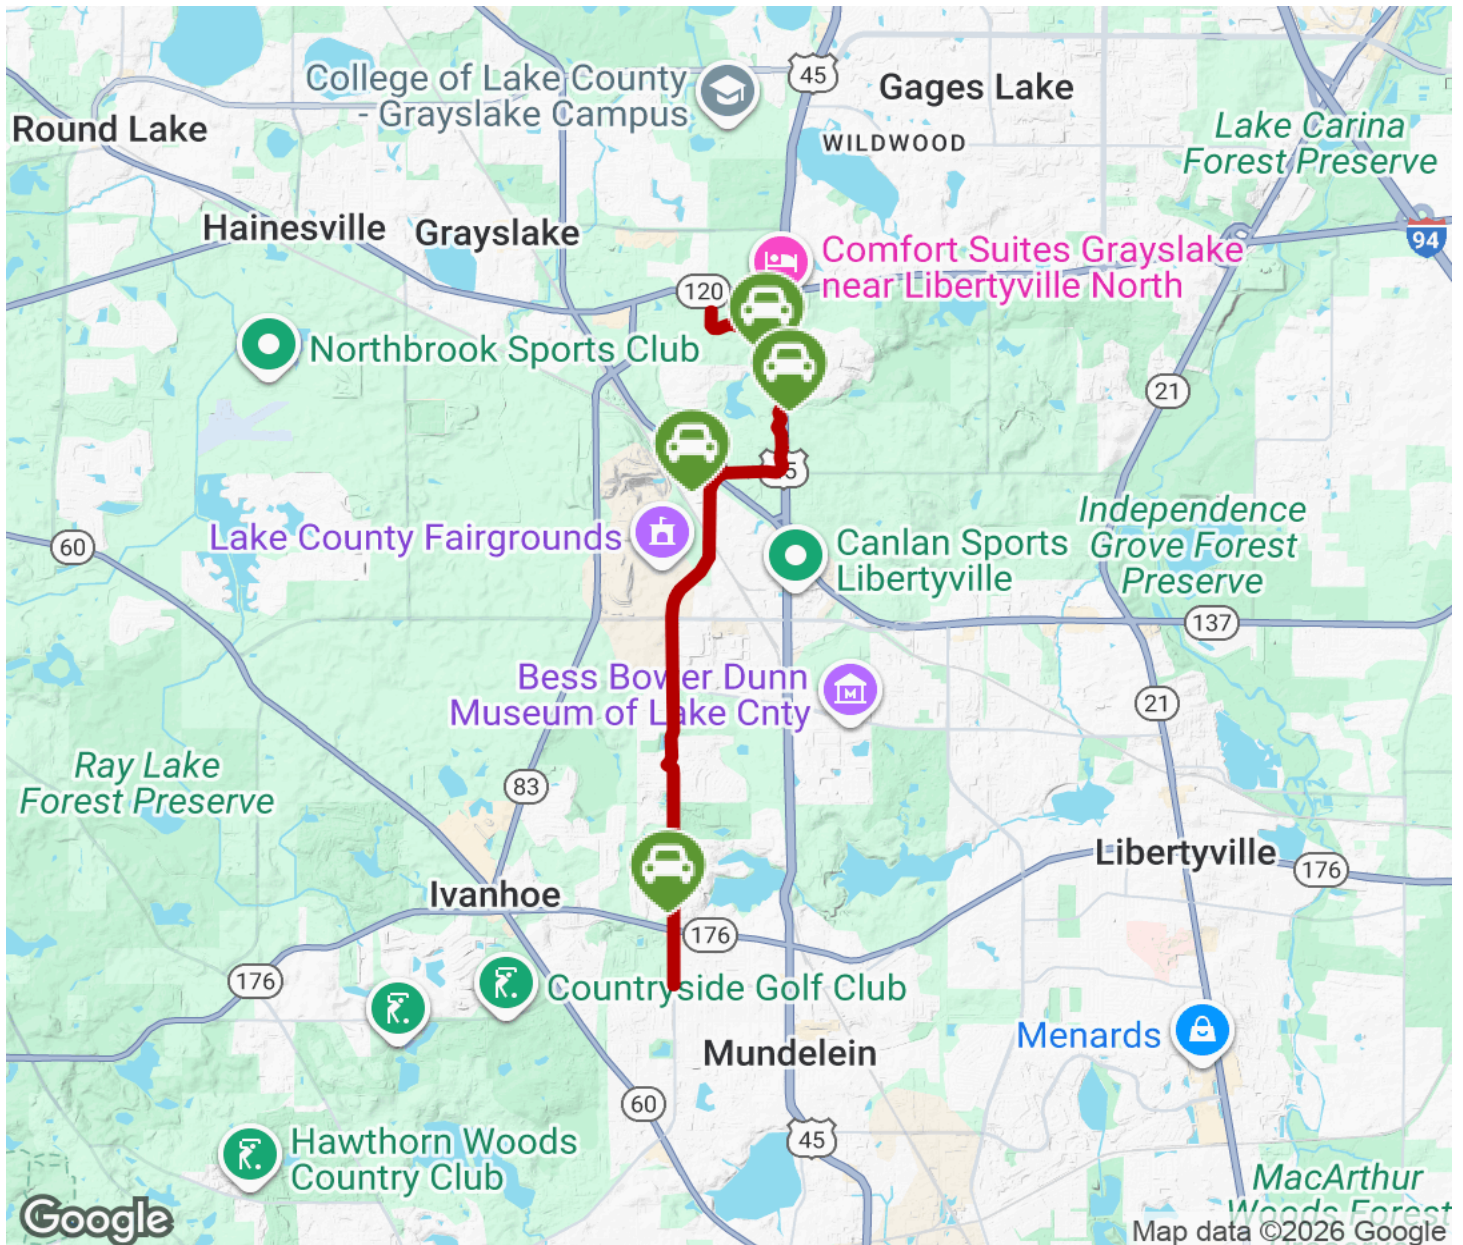 College of Lake County
- Grayslake Campus
45
Gages Lake
Round Lake
WILDWOOD
Lake Carina
Forest Preserve
Hainesville
Grayslake
94
Comfort Suites Grayslake
near Libertyville North
120
Northbrook Sports Club
21
Lake County Fairgrounds
60
Canlan Sports
Libertyville
Independence
Grove Forest
Preserve
137
Bess Bower Dunn
Museum of Lake Cnty
21
Ray Lake
Forest Preserve
83
Libertyville
176
Ivanhoe
176
176
Countryside Golf Club
Menards
Mundelein
60
45
Hawthorn Woods
Country Club
MacArthur
Woods Forest
Google
Map data ©2026 Google